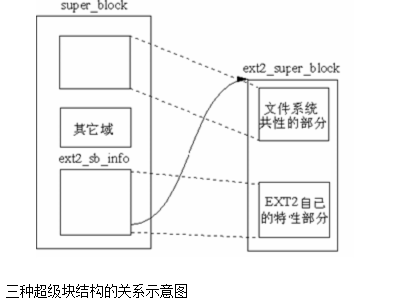 super_block
ext2_super_block
文件系统
共性的部分
其它域
ext2_sb_info
EXT2自己
的特性部分
三种超级块结构的关系示意图